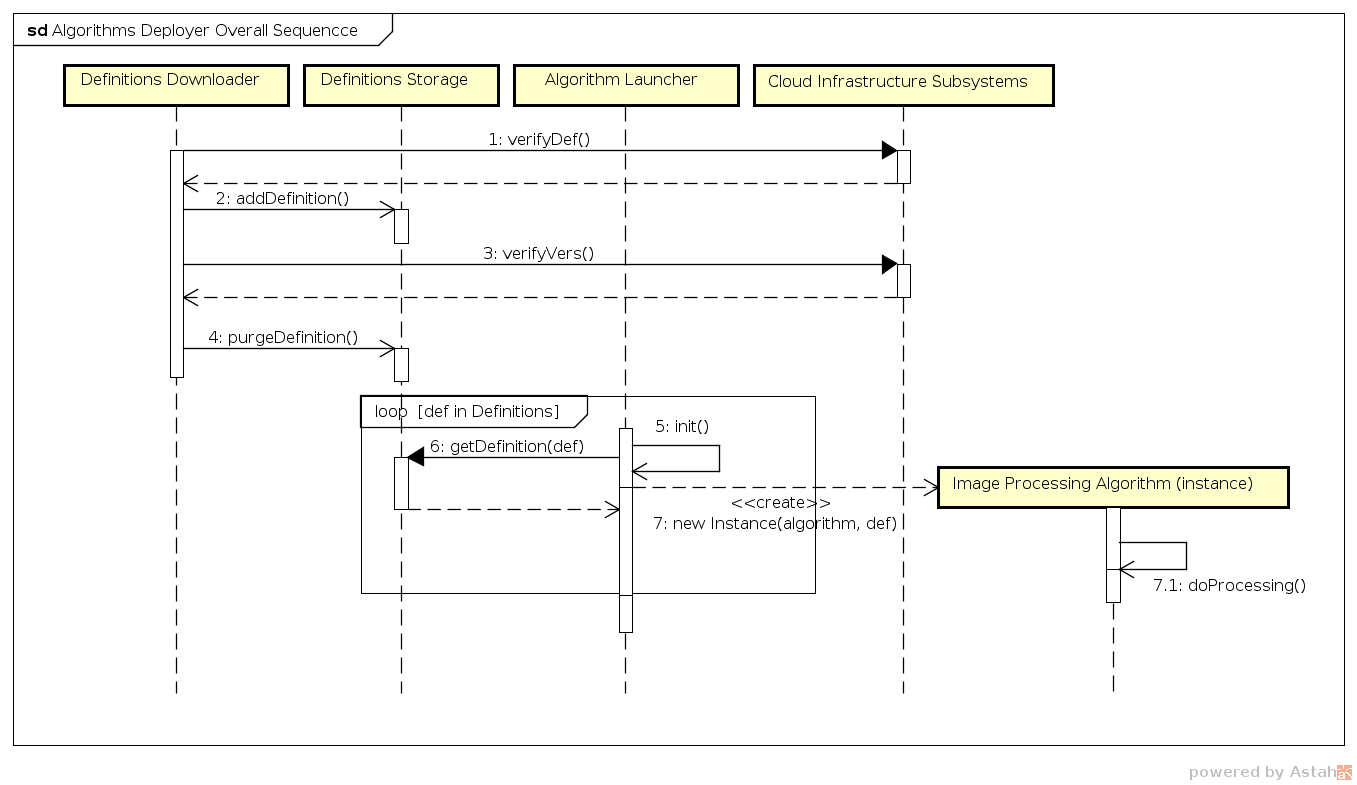 sd Algorithms Deployer Overall Sequencce
Definitions Downloader
Definitions Storage
Algorithm Launcher
Cloud Infrastructure Subsystems
1: verifyDef()
2: addDefinition()
3: verifyVers()
4: purgeDefinition()
loop [def in Definitions]
5: init()
6: getDefinition(def)
Image Processing Algorithm (instance)
<<create>>
7: new Instance(algorithm, def)
7.1: doProcessing()
powered by Astah